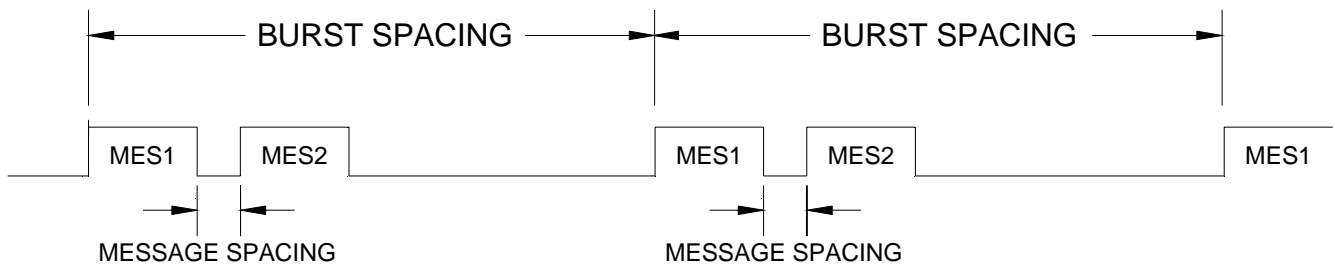 BURST SPACING BURST SPACING
MES1 MES2 MES1 MES2 MES1
MESSAGE SPACING MESSAGE SPACING